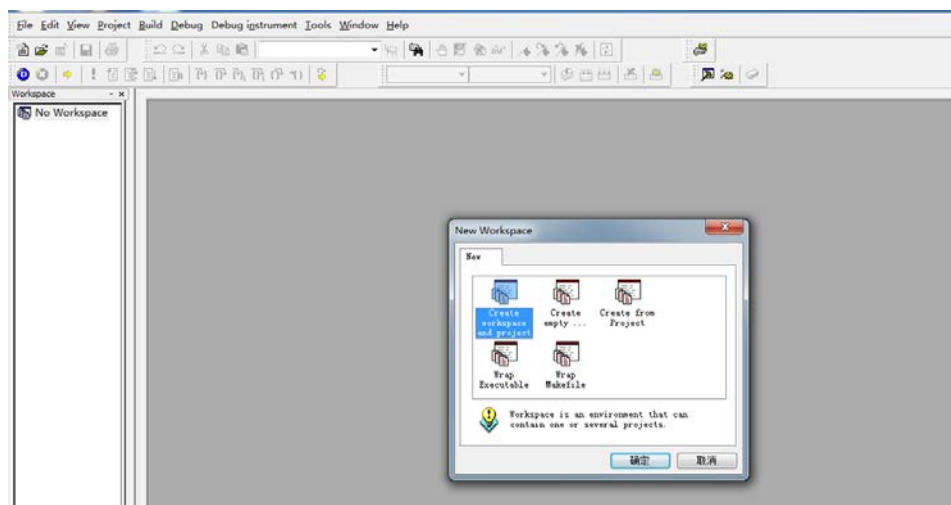 File Edit View Project Build Debug Debug instrument Tools Window Help
Workspace
No Workspace
New Workspace
New
Create workspace and project
Create empty ...
Create from Project
Wrap Executable
Wrap Makefile
Workspace is an environment that can
contain one or several projects.
确定 取消